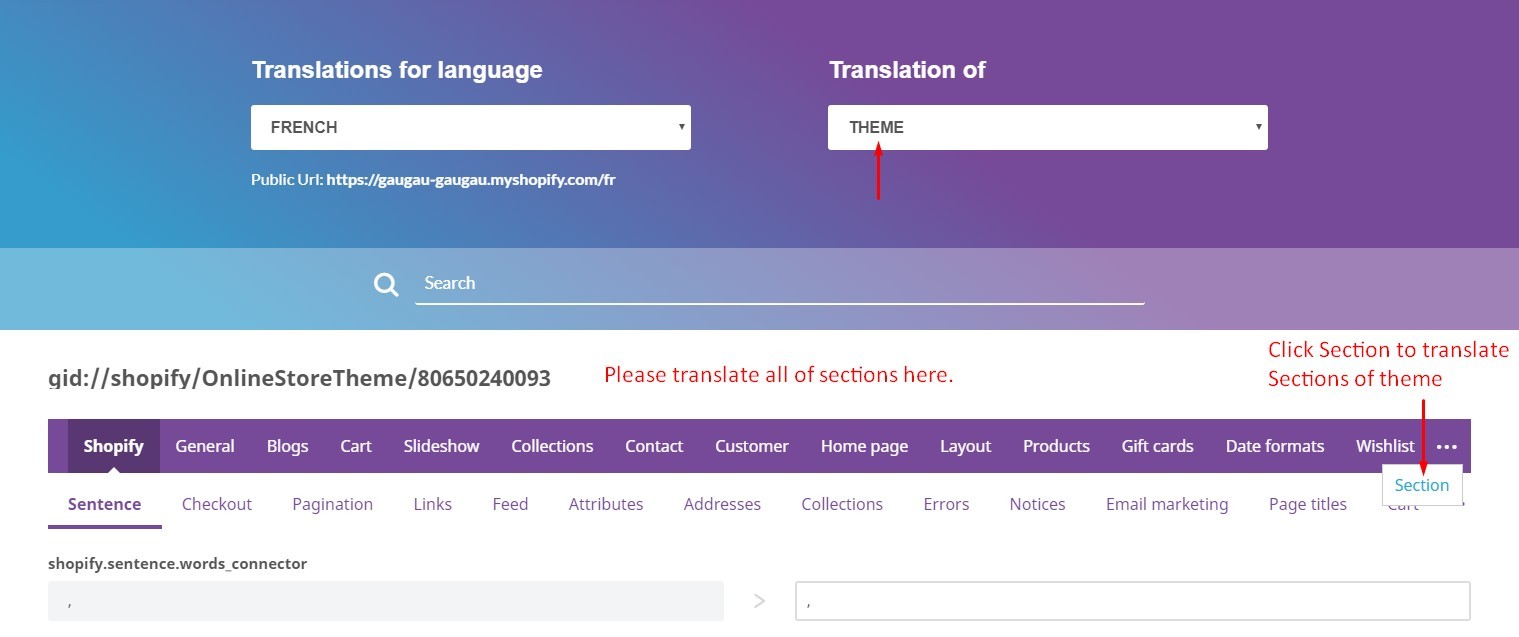 Translations for language
Translation of
FRENCH
THEME
Public Url: https://gaugau-gaugau.myshopify.com/fr
Search
Click Section to translate
Sections of theme
gid://shopify/OnlineStoreTheme/80650240093
Please translate all of sections here.
Shopify General Blogs Cart Slideshow Collections Contact Customer Home page Layout Products Gift cards Date formats Wishlist ...
Section
Sentence Checkout Pagination Links Feed Attributes Addresses Collections Errors Notices Email marketing Page titles Cart
shopify.sentence.words_connector
, > ,